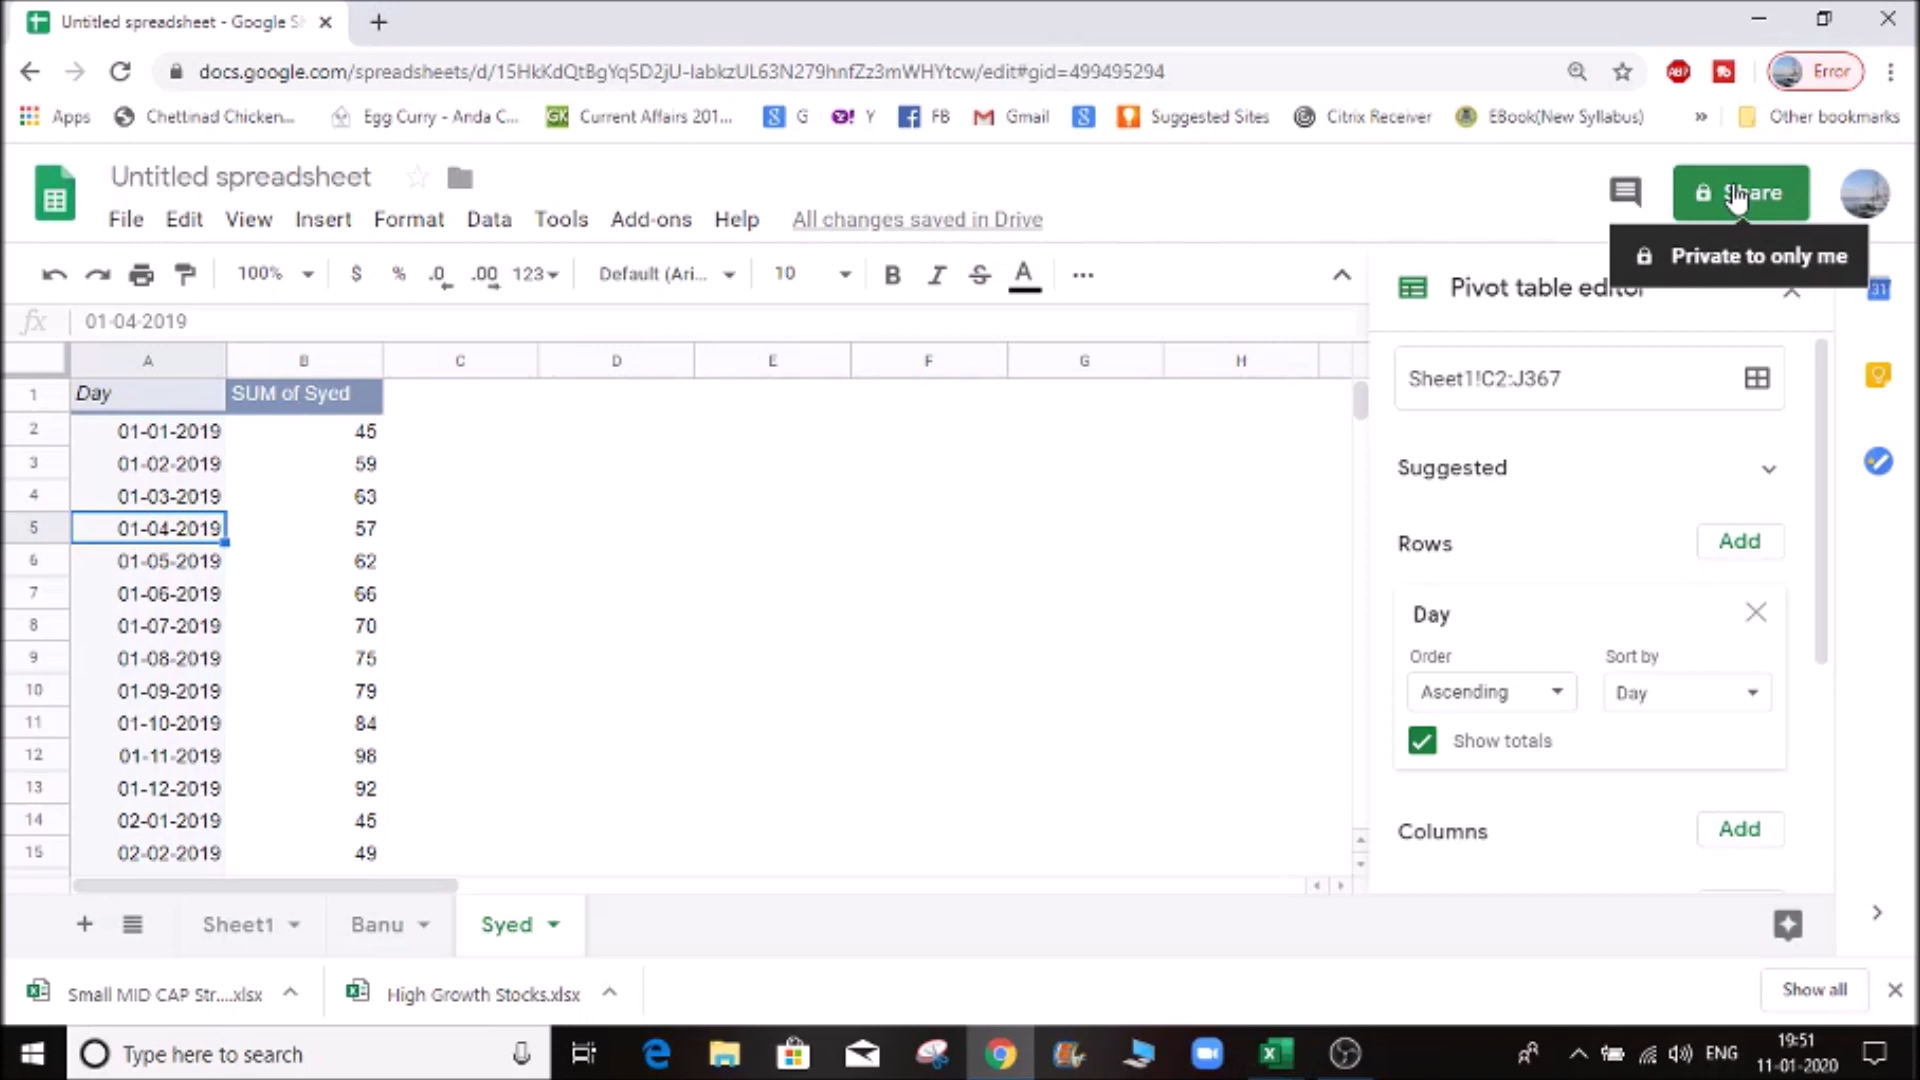 Untitled spreadsheet - Google Sh
docs.google.com/spreadsheets/d/15HkKdQtBgYq5D2jU-labkzUL63N279hnfZz3mWHYtcw/edit#gid=499495294
ABP
Error
Apps
Chettinad Chicken...
Egg Curry - Anda C...
GK
Current Affairs 201...
G
Y
FB
Gmail
Suggested Sites
Citrix Receiver
EBook(New Syllabus)
»
Other bookmarks
Untitled spreadsheet
Share
File Edit View Insert Format Data Tools Add-ons Help All changes saved in Drive
Private to only me
100% $ % .0 .00 123 Default (Ari... 10 B I S A ...
Pivot table editor
31
fx 01-04-2019
A B C D E F G H
1 Day SUM of Syed
2 01-01-2019 45
3 01-02-2019 59
4 01-03-2019 63
5 01-04-2019 57
6 01-05-2019 62
7 01-06-2019 66
8 01-07-2019 70
9 01-08-2019 75
10 01-09-2019 79
11 01-10-2019 84
12 01-11-2019 98
13 01-12-2019 92
14 02-01-2019 45
15 02-02-2019 49
Sheet1!C2:J367
Suggested
Rows Add
Day
Order Sort by
Ascending Day
Show totals
Columns Add
+ Sheet1 Banu Syed
Small MID CAP Str....xlsx
High Growth Stocks.xlsx
Show all
Type here to search
ENG
19:51
11-01-2020